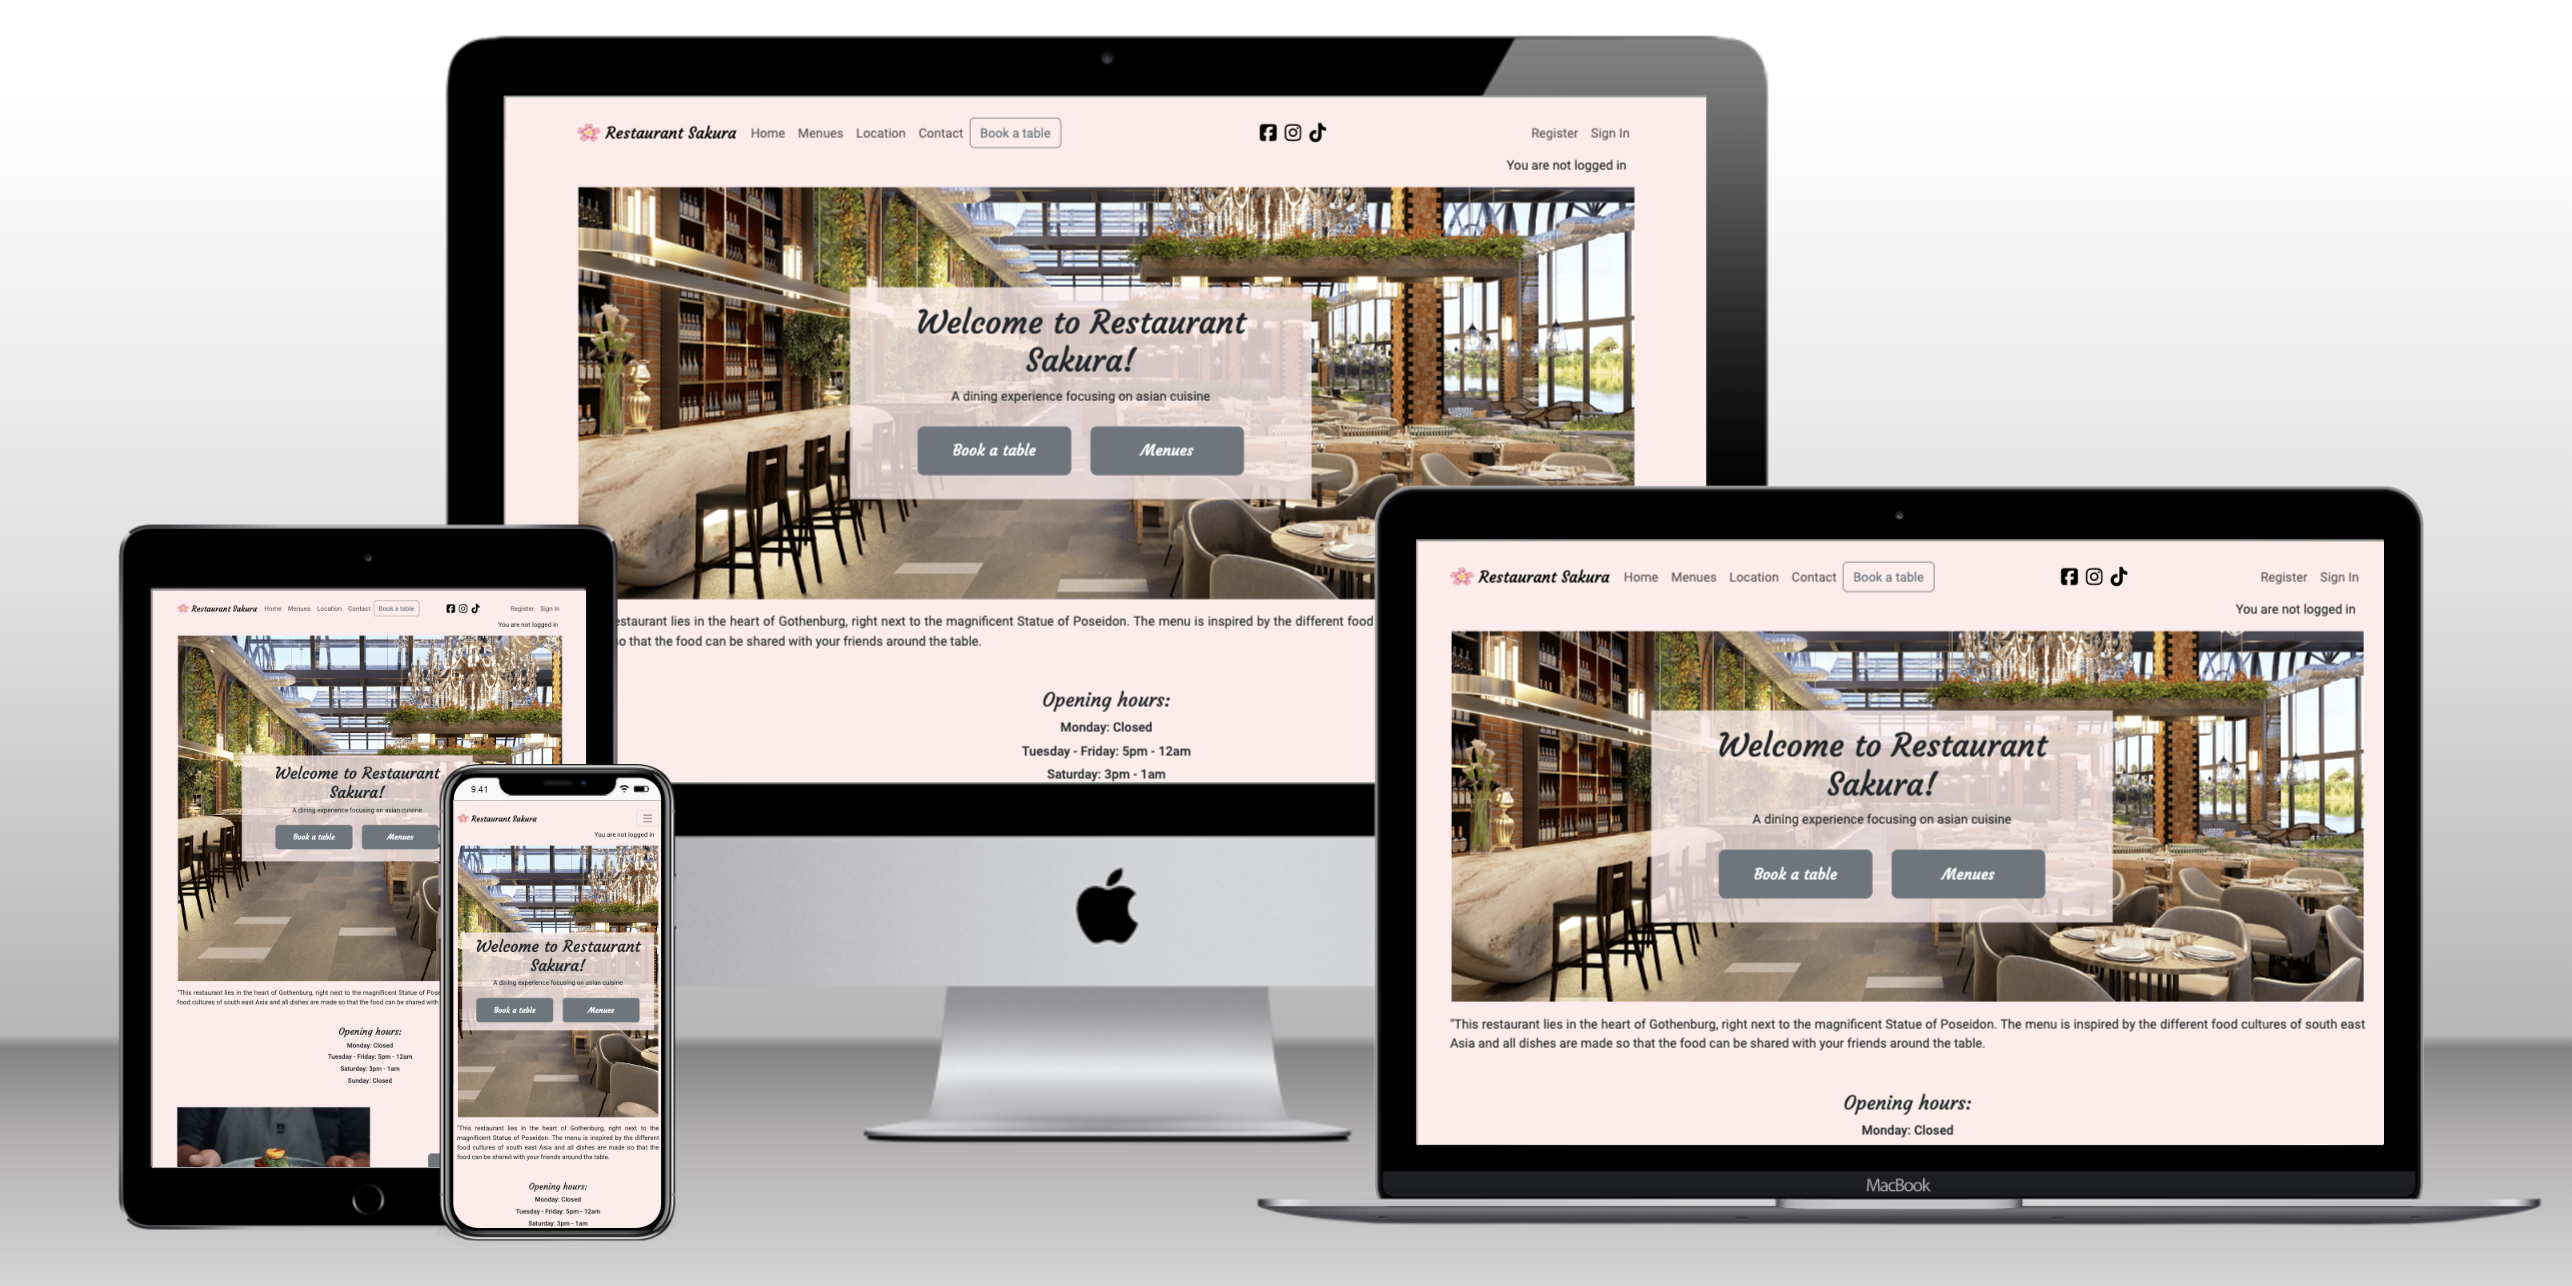 Restaurant Sakura Home Menues Location Contact Book a table Register Sign In
You are not logged in
Welcome to Restaurant
Sakura!
A dining experience focusing on asian cuisine
Book a table Menues
estaurant lies in the heart of Gothenburg, right next to the magnificent Statue of Poseidon. The menu is inspired by the different food
so that the food can be shared with your friends around the table.
Opening hours:
Monday: Closed
Tuesday - Friday: 5pm - 12am
Saturday: 3pm - 1am
Restaurant Sakura Home Menues Location Contact Book a table Register Sign In
You are not logged in
Welcome to Restaurant
Sakura!
A dining experience focusing on asian cuisine
Book a table Menues
"This restaurant lies in the heart of Gothenburg, right next to the magnificent Statue of Pose
food cultures of south east Asia and all dishes are made so that the food can be shared with
Opening hours:
Monday: Closed
Tuesday - Friday: 5pm - 12am
Saturday: 3pm - 1am
Sunday: Closed
9.41
Restaurant Sakura
You are not logged in
Welcome to Restaurant
Sakura!
A dining experience focusing on asian cuisine
Book a table Menues
"This restaurant lies in the heart of Gothenburg, right next to the
magnificent Statue of Poseidon. The menu is inspired by the different
food cultures of south east Asia and all dishes are made so that the
food can be shared with your friends around the table.
Opening hours:
Monday: Closed
Tuesday - Friday: 5pm - 12am
Saturday: 3pm - 1am
Restaurant Sakura Home Menues Location Contact Book a table Register Sign In
You are not logged in
Welcome to Restaurant
Sakura!
A dining experience focusing on asian cuisine
Book a table Menues
"This restaurant lies in the heart of Gothenburg, right next to the magnificent Statue of Poseidon. The menu is inspired by the different food cultures of south east
Asia and all dishes are made so that the food can be shared with your friends around the table.
Opening hours:
Monday: Closed
MacBook